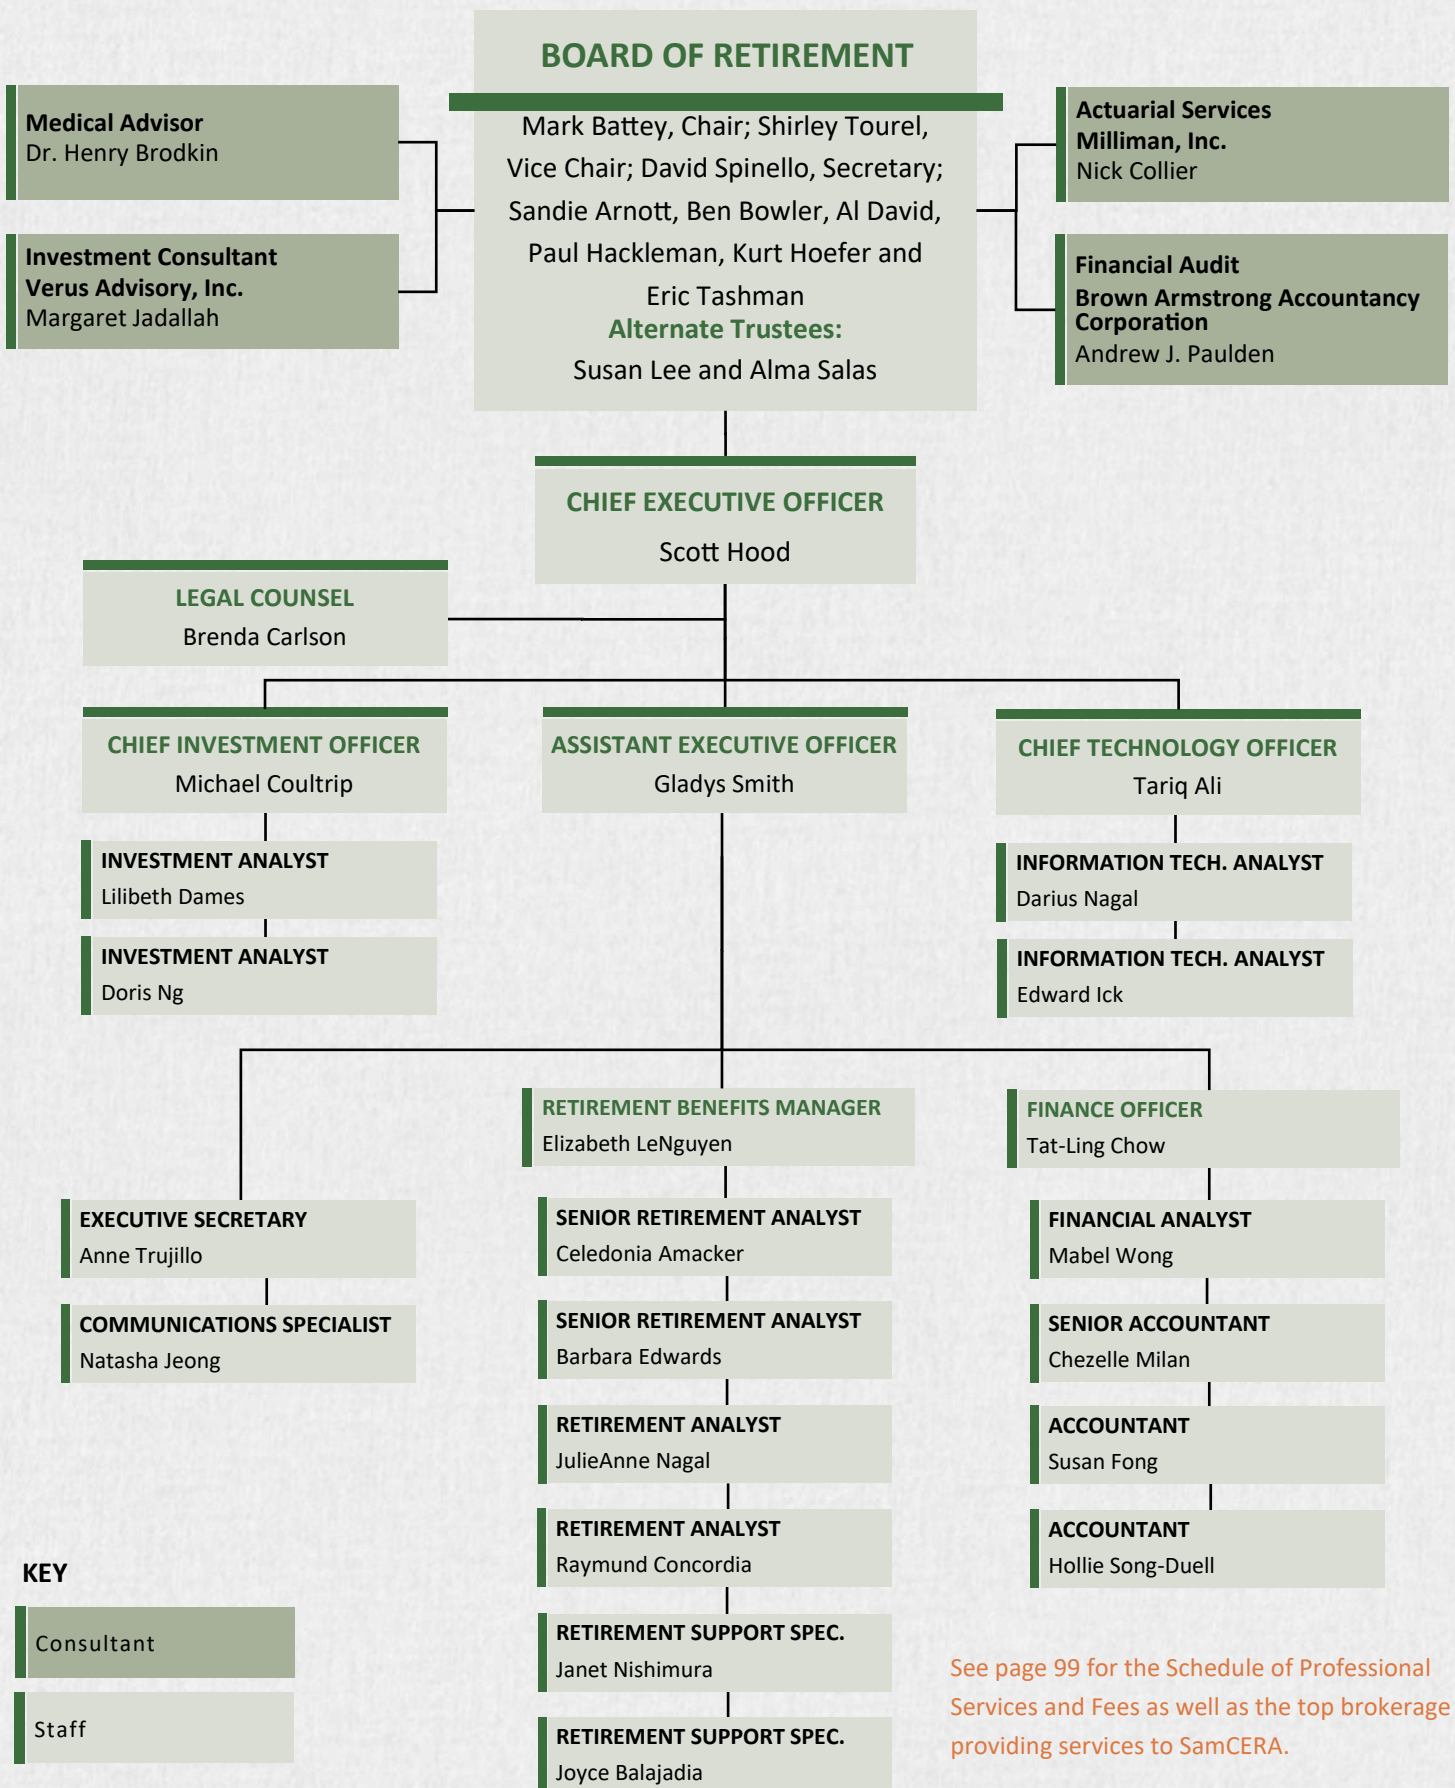 BOARD OF RETIREMENT
Mark Battey, Chair; Shirley Tourel,
Vice Chair; David Spinello, Secretary;
Sandie Arnott, Ben Bowler, Al David,
Paul Hackleman, Kurt Hoefer and
Eric Tashman
Alternate Trustees:
Susan Lee and Alma Salas
Medical Advisor
Dr. Henry Brodkin
Investment Consultant
Verus Advisory, Inc.
Margaret Jadallah
Actuarial Services
Milliman, Inc.
Nick Collier
Financial Audit
Brown Armstrong Accountancy
Corporation
Andrew J. Paulden
CHIEF EXECUTIVE OFFICER
Scott Hood
LEGAL COUNSEL
Brenda Carlson
CHIEF INVESTMENT OFFICER
Michael Coultrip
INVESTMENT ANALYST
Lilibeth Dames
INVESTMENT ANALYST
Doris Ng
ASSISTANT EXECUTIVE OFFICER
Gladys Smith
CHIEF TECHNOLOGY OFFICER
Tariq Ali
INFORMATION TECH. ANALYST
Darius Nagal
INFORMATION TECH. ANALYST
Edward Ick
EXECUTIVE SECRETARY
Anne Trujillo
COMMUNICATIONS SPECIALIST
Natasha Jeong
RETIREMENT BENEFITS MANAGER
Elizabeth LeNguyen
SENIOR RETIREMENT ANALYST
Celedonia Amacker
SENIOR RETIREMENT ANALYST
Barbara Edwards
RETIREMENT ANALYST
JulieAnne Nagal
RETIREMENT ANALYST
Raymund Concordia
RETIREMENT SUPPORT SPEC.
Janet Nishimura
RETIREMENT SUPPORT SPEC.
Joyce Balajadia
FINANCE OFFICER
Tat-Ling Chow
FINANCIAL ANALYST
Mabel Wong
SENIOR ACCOUNTANT
Chezelle Milan
ACCOUNTANT
Susan Fong
ACCOUNTANT
Hollie Song-Duell
KEY
Consultant
Staff
See page 99 for the Schedule of Professional
Services and Fees as well as the top brokerage
providing services to SamCERA.